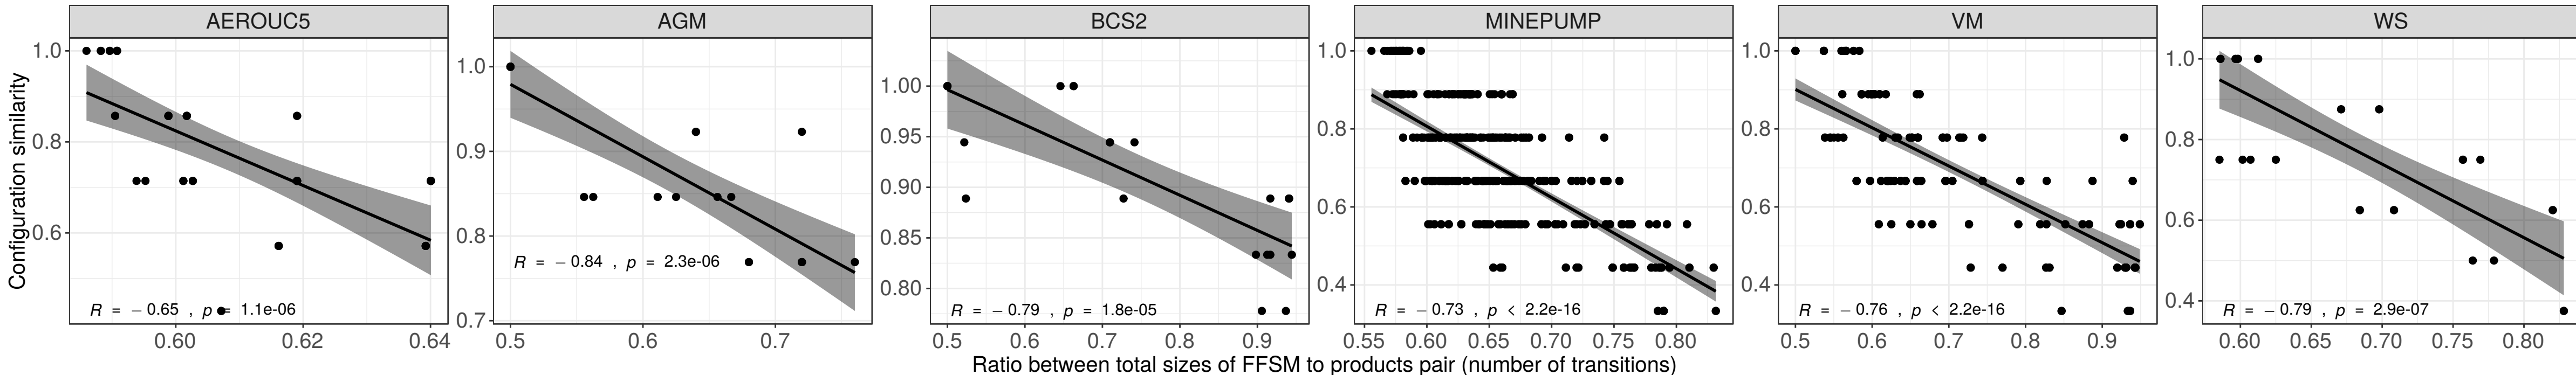 AEROUC5 AGM BCS2 MINEPUMP VM WS
Configuration similarity
1.0
0.8
0.6
R = −0.65 , p = 1.1e-06
0.60 0.62 0.64
1.0
0.9
0.8
0.7
R = −0.84 , p = 2.3e-06
0.5 0.6 0.7
1.00
0.95
0.90
0.85
0.80
R = −0.79 , p = 1.8e-05
0.5 0.6 0.7 0.8 0.9
1.0
0.8
0.6
0.4
R = −0.73 , p < 2.2e-16
0.55 0.60 0.65 0.70 0.75 0.80
1.0
0.8
0.6
0.4
R = −0.76 , p < 2.2e-16
0.5 0.6 0.7 0.8 0.9
1.0
0.8
0.6
0.4
R = −0.79 , p = 2.9e-07
0.60 0.65 0.70 0.75 0.80
Ratio between total sizes of FFSM to products pair (number of transitions)